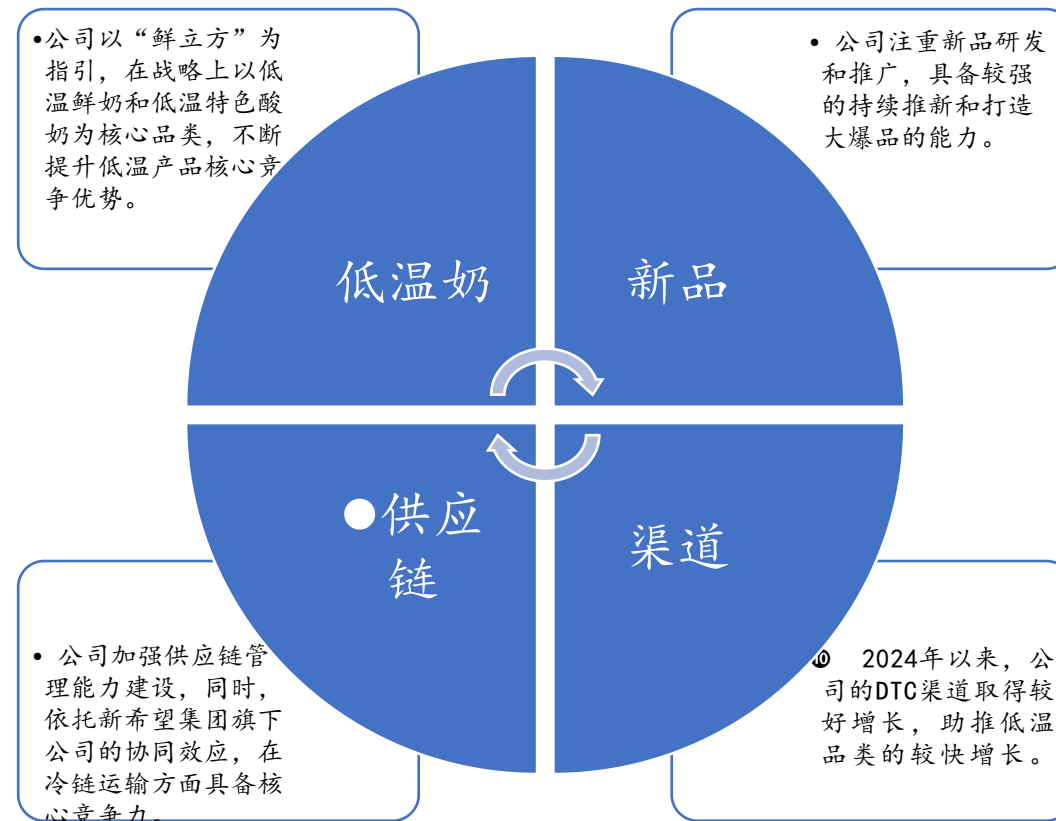 •公司以“鲜立方”为
指引，在战略上以低
温鲜奶和低温特色酸
奶为核心品类，不断
提升低温产品核心竞
争优势。
• 公司注重新品研发
和推广，具备较强
的持续推新和打造
大爆品的能力。
低温奶
新品
●供应
链
渠道
• 公司加强供应链管
理能力建设，同时，
依托新希望集团旗下
公司的协同效应，在
冷链运输方面具备核
心竞争力。
❿ 2024年以来，公
司的DTC渠道取得较
好增长，助推低温
品类的较快增长。